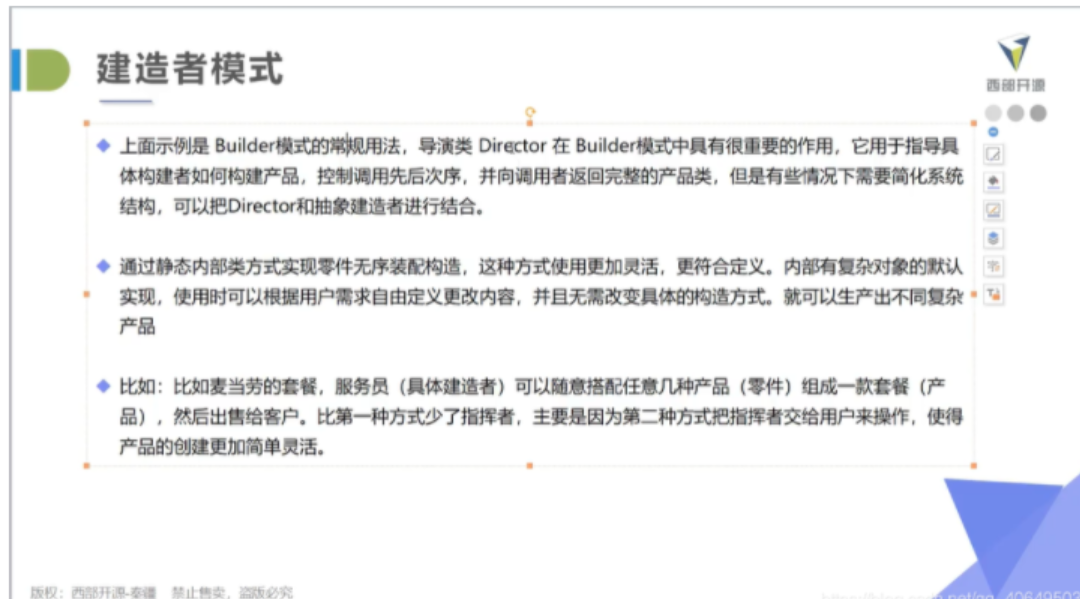 建造者模式
西部开源
上面示例是 Builder模式的常规用法，导演类 Director 在 Builder模式中具有很重要的作用，它用于指导具
体构建者如何构建产品，控制调用先后次序，并向调用者返回完整的产品类，但是有些情况下需要简化系统
结构，可以把Director和抽象建造者进行结合。
通过静态内部类方式实现零件无序装配构造，这种方式使用更加灵活，更符合定义。内部有复杂对象的默认
实现，使用时可以根据用户需求自由定义更改内容，并且无需改变具体的构造方式。就可以生产出不同复杂
产品
比如：比如麦当劳的套餐，服务员（具体建造者）可以随意搭配任意几种产品（零件）组成一款套餐（产
品），然后出售给客户。比第一种方式少了指挥者，主要是因为第二种方式把指挥者交给用户来操作，使得
产品的创建更加简单灵活。
版权：西部开源-秦疆 禁止售卖，盗版必究